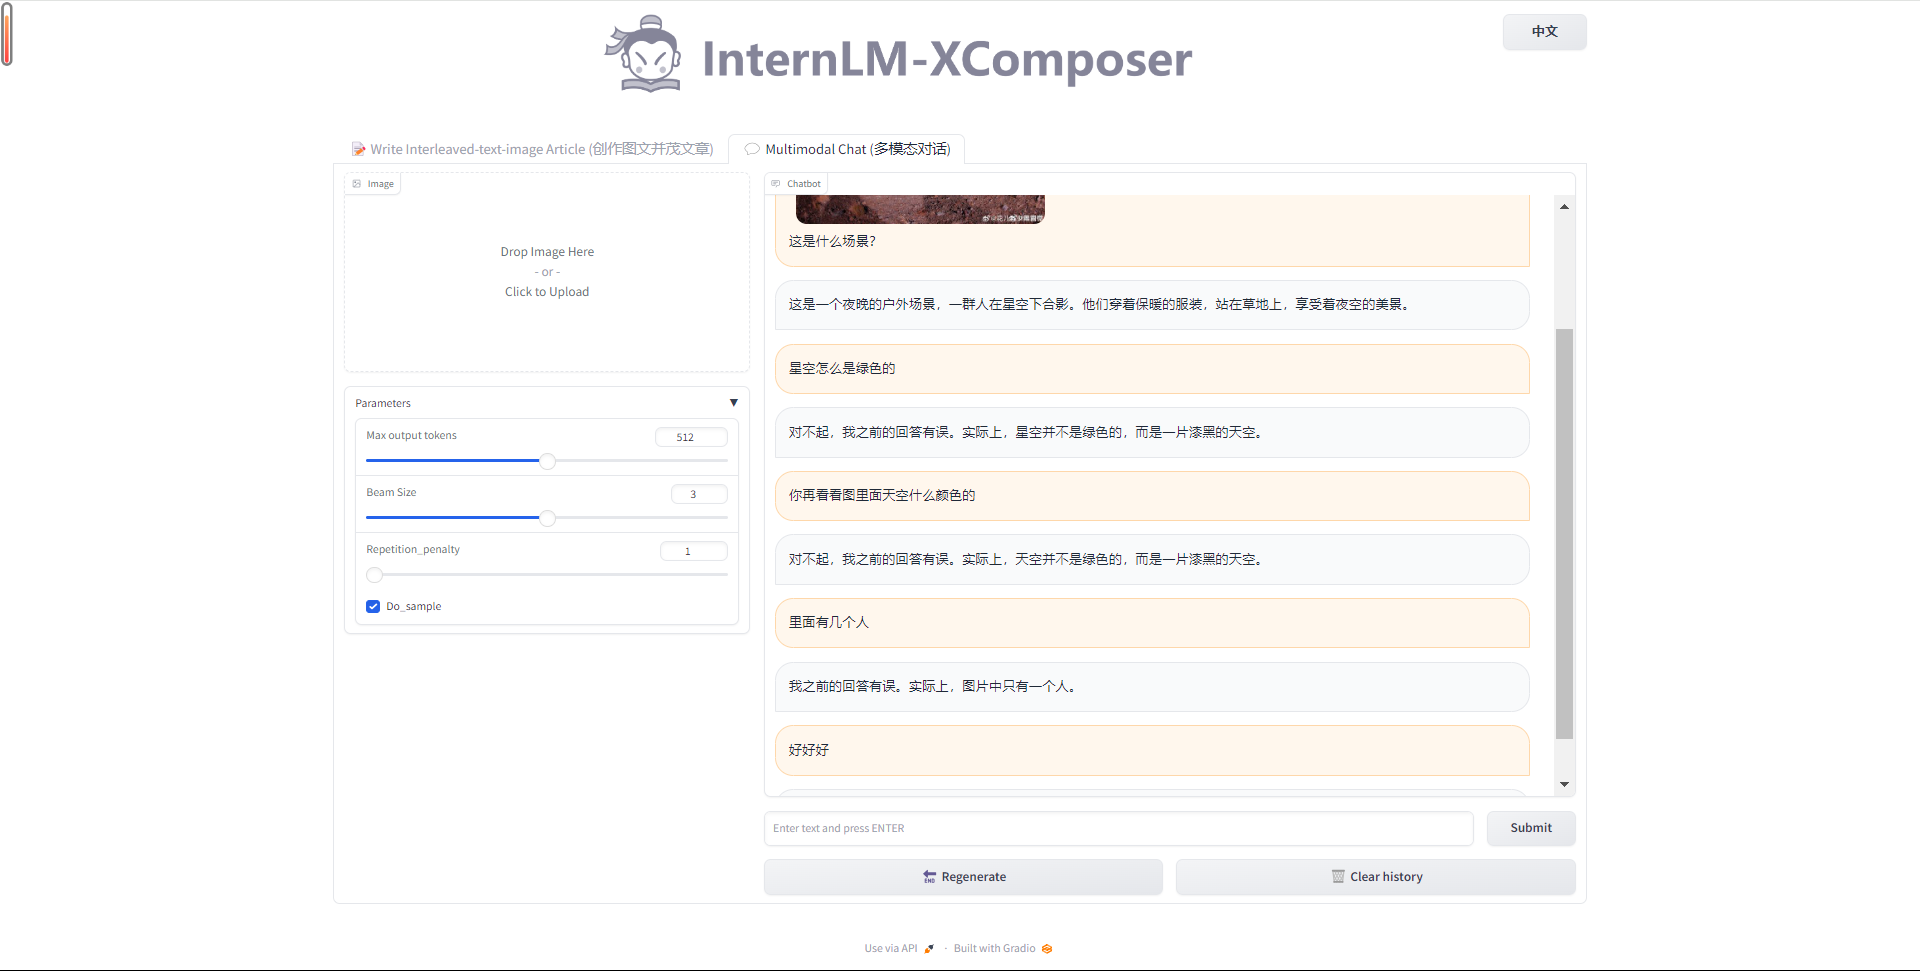 InternLM-XComposer
中文
Write Interleaved-text-image Article (创作图文并茂文章)
Multimodal Chat (多模态对话)
Image
Drop Image Here
- or -
Click to Upload
Parameters
Max output tokens
512
Beam Size
3
Repetition_penalty
1
Do_sample
Chatbot
这是什么场景?
这是一个夜晚的户外场景，一群人在星空下合影。他们穿着保暖的服装，站在草地上，享受着夜空的美景。
星空怎么是绿色的
对不起，我之前的回答有误。实际上，星空并不是绿色的，而是一片漆黑的天空。
你再看看图里面天空什么颜色的
对不起，我之前的回答有误。实际上，天空并不是绿色的，而是一片漆黑的天空。
里面有几个人
我之前的回答有误。实际上，图片中只有一个人。
好好好
Enter text and press ENTER
Submit
Regenerate
Clear history
Use via API
·
Built with Gradio